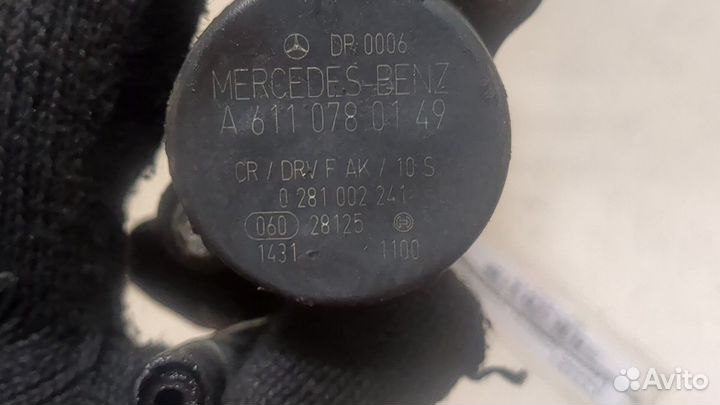 DR 0006
MERCEDES-BENZ
A 611 078 01 49
CR / DRV F AK / 10 S
0 281 002 241
060 28125
1431 1100
Avito